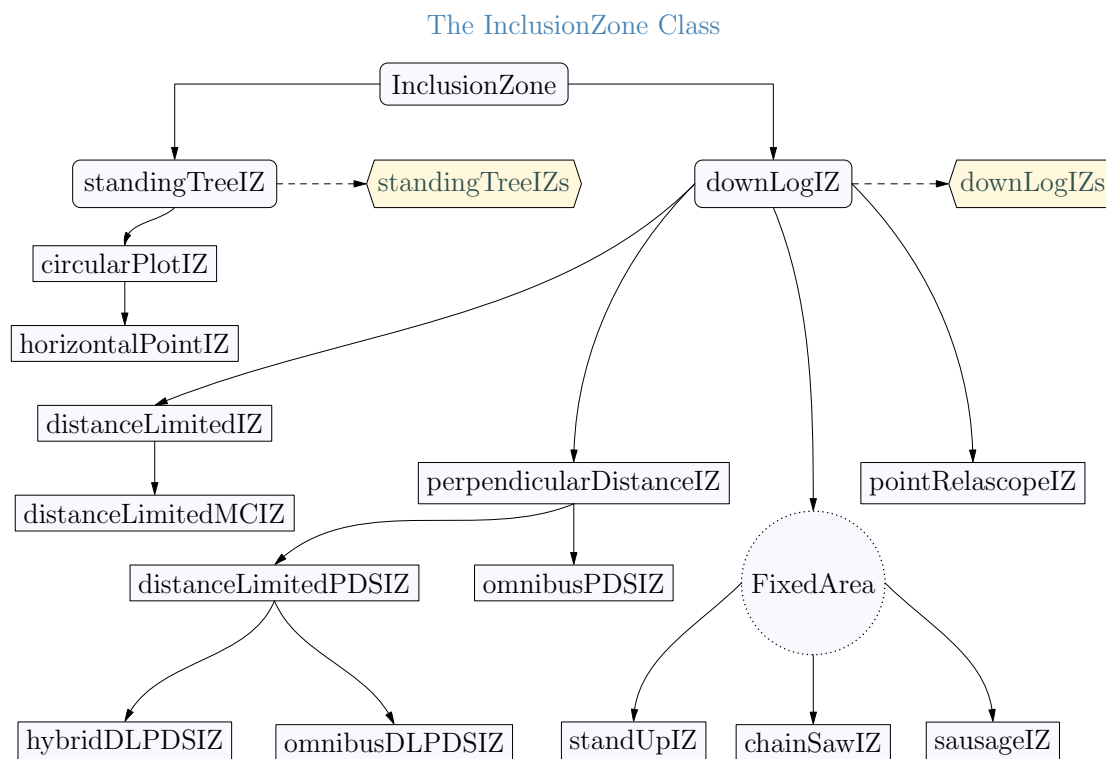 The InclusionZone Class
InclusionZone
standingTreeIZ
standingTreeIZs
downLogIZ
downLogIZs
circularPlotIZ
horizontalPointIZ
distanceLimitedIZ
perpendicularDistanceIZ
pointRelascopeIZ
distanceLimitedMCIZ
distanceLimitedPDSIZ
omnibusPDSIZ
FixedArea
hybridDLPDSIZ
omnibusDLPDSIZ
standUpIZ
chainSawIZ
sausageIZ